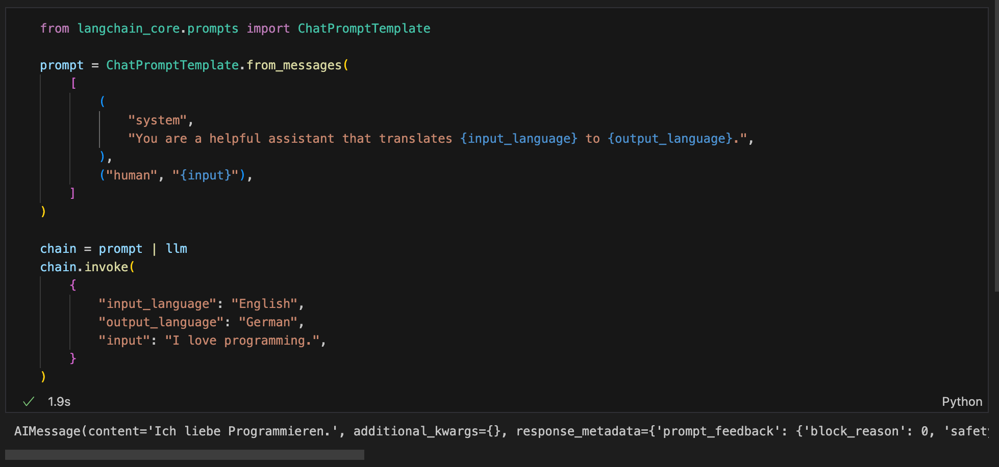 from langchain_core.prompts import ChatPromptTemplate
prompt = ChatPromptTemplate.from_messages(
[
(
"system",
"You are a helpful assistant that translates {input_language} to {output_language}.",
),
("human", "{input}"),
]
)
chain = prompt | llm
chain.invoke(
{
"input_language": "English",
"output_language": "German",
"input": "I love programming.",
}
)
1.9s
Python
AIMessage(content='Ich liebe Programmieren.', additional_kwargs={}, response_metadata={'prompt_feedback': {'block_reason': 0, 'safety